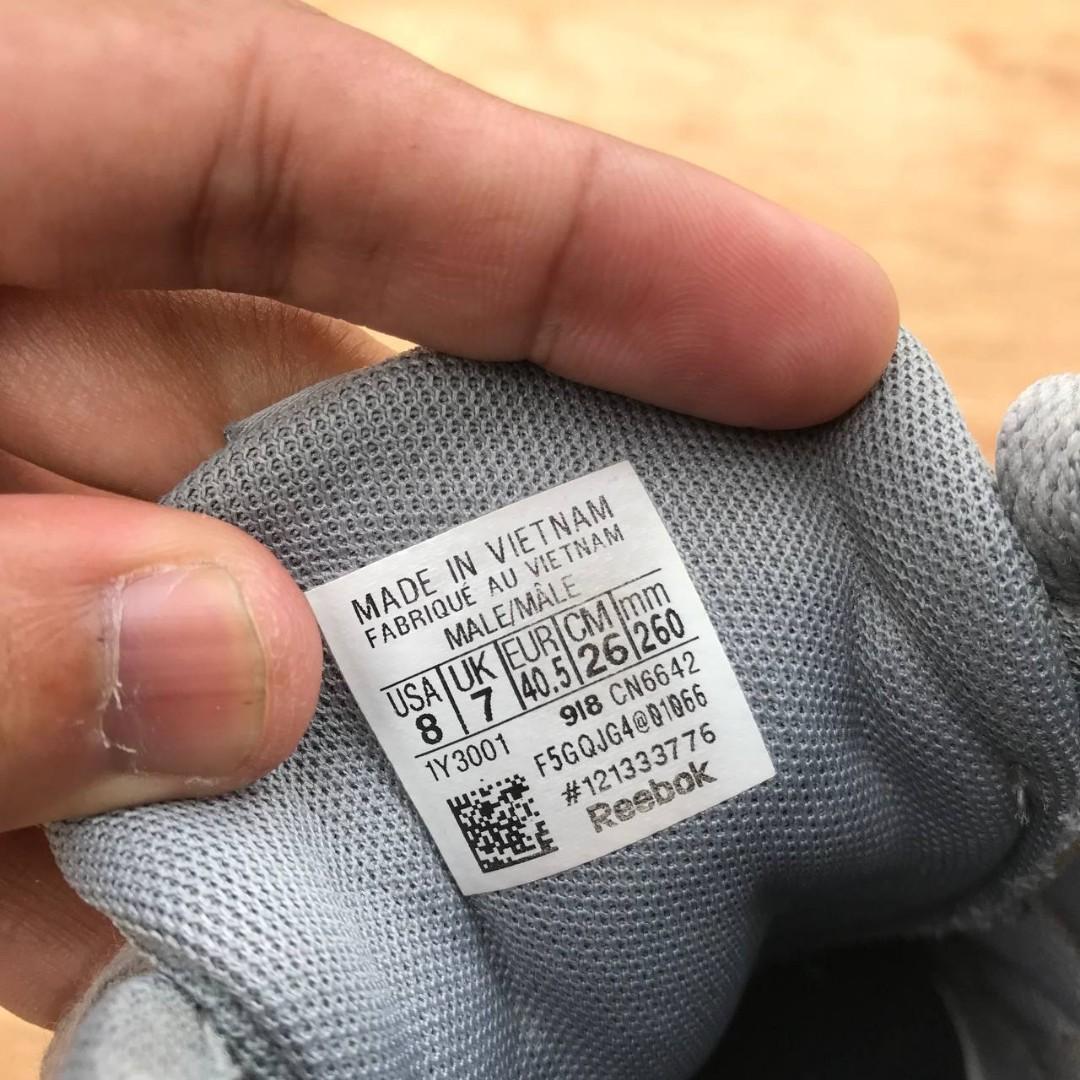 MADE IN VIETNAM
FABRIQUÉ AU VIETNAM
MALE/MÂLE
USA UK EUR CM mm
8 7 40.5 26 260
1Y3001 918 CN6642
F5GQJG4@01066
#121333776
Reebok